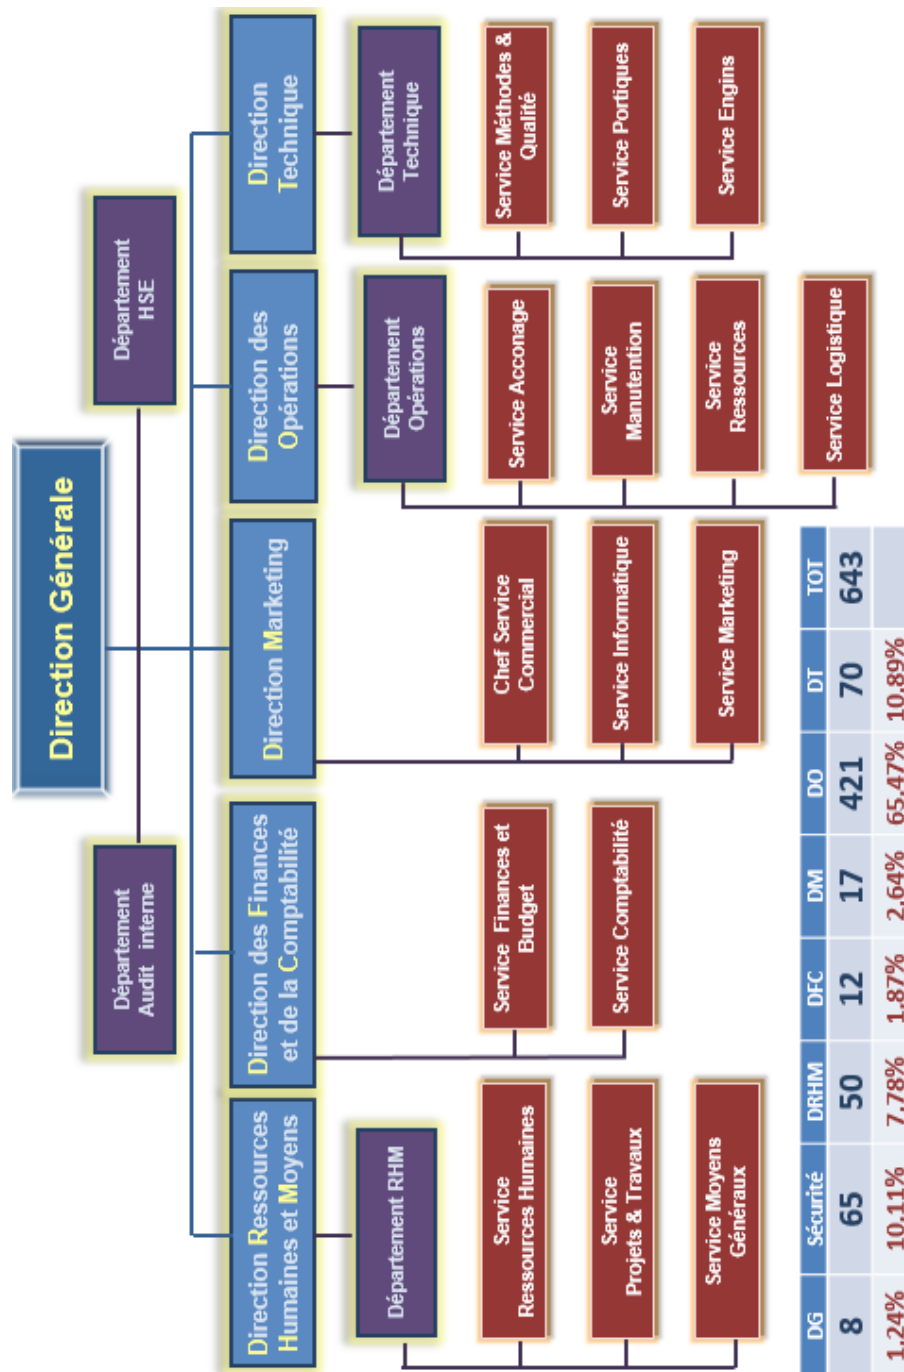 Direction Générale
Département
Audit interne
Département
HSE
Direction Ressources
Humaines et Moyens
Direction des Finances
et de la Comptabilité
Direction Marketing
Direction des
Opérations
Direction
Technique
Département RHM
Département
Opérations
Département
Technique
Service
Ressources Humaines
Service Finances et
Budget
Chef Service
Commercial
Service Acconage
Service Méthodes &
Qualité
Service
Projets & Travaux
Service Comptabilité
Service Informatique
Service
Manutention
Service Portiques
Service Moyens
Généraux
Service Marketing
Service
Ressources
Service Engins
Service Logistique
DG Sécurité DRHM DFC DM DO DT TOT
8 65 50 12 17 421 70 643
1,24% 10,11% 7,78% 1,87% 2,64% 65,47% 10,89%